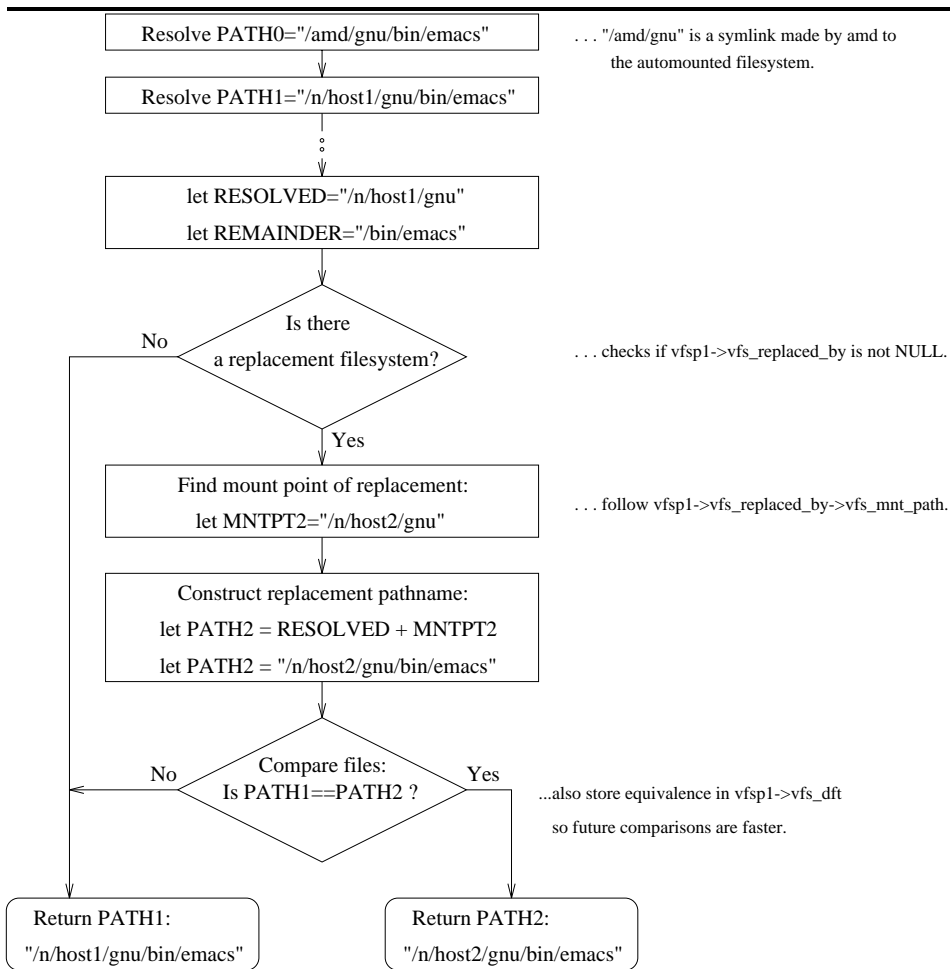 Resolve PATH0="/amd/gnu/bin/emacs"
. . . "/amd/gnu" is a symlink made by amd to
the automounted filesystem.
Resolve PATH1="/n/host1/gnu/bin/emacs"
let RESOLVED="/n/host1/gnu"
let REMAINDER="/bin/emacs"
Is there
a replacement filesystem?
No
. . . checks if vfsp1->vfs_replaced_by is not NULL.
Yes
Find mount point of replacement:
let MNTPT2="/n/host2/gnu"
. . . follow vfsp1->vfs_replaced_by->vfs_mnt_path.
Construct replacement pathname:
let PATH2 = RESOLVED + MNTPT2
let PATH2 = "/n/host2/gnu/bin/emacs"
No
Compare files:
Is PATH1==PATH2 ?
Yes
...also store equivalence in vfsp1->vfs_dft
so future comparisons are faster.
Return PATH1:
"/n/host1/gnu/bin/emacs"
Return PATH2:
"/n/host2/gnu/bin/emacs"